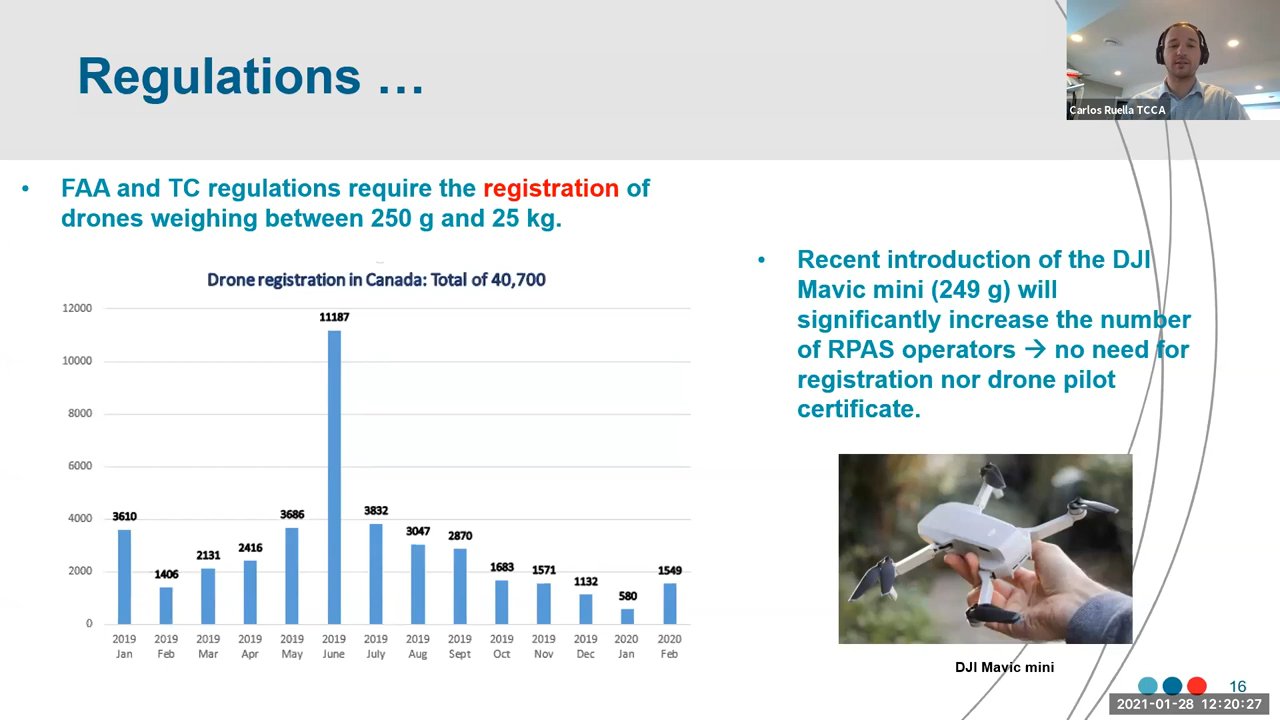 Regulations …
Carlos Ruella TCCA
• FAA and TC regulations require the registration of
drones weighing between 250 g and 25 kg.
Drone registration in Canada: Total of 40,700
12000
10000
8000
6000
4000
2000
0
3610
1406
2131
2416
3686
11187
3832
3047
2870
1683
1571
1132
580
1549
2019 Jan
2019 Feb
2019 Mar
2019 Apr
2019 May
2019 June
2019 July
2019 Aug
2019 Sept
2019 Oct
2019 Nov
2019 Dec
2020 Jan
2020 Feb
• Recent introduction of the DJI
Mavic mini (249 g) will
significantly increase the number
of RPAS operators → no need for
registration nor drone pilot
certificate.
DJI Mavic mini
16
2021-01-28 12:20:27